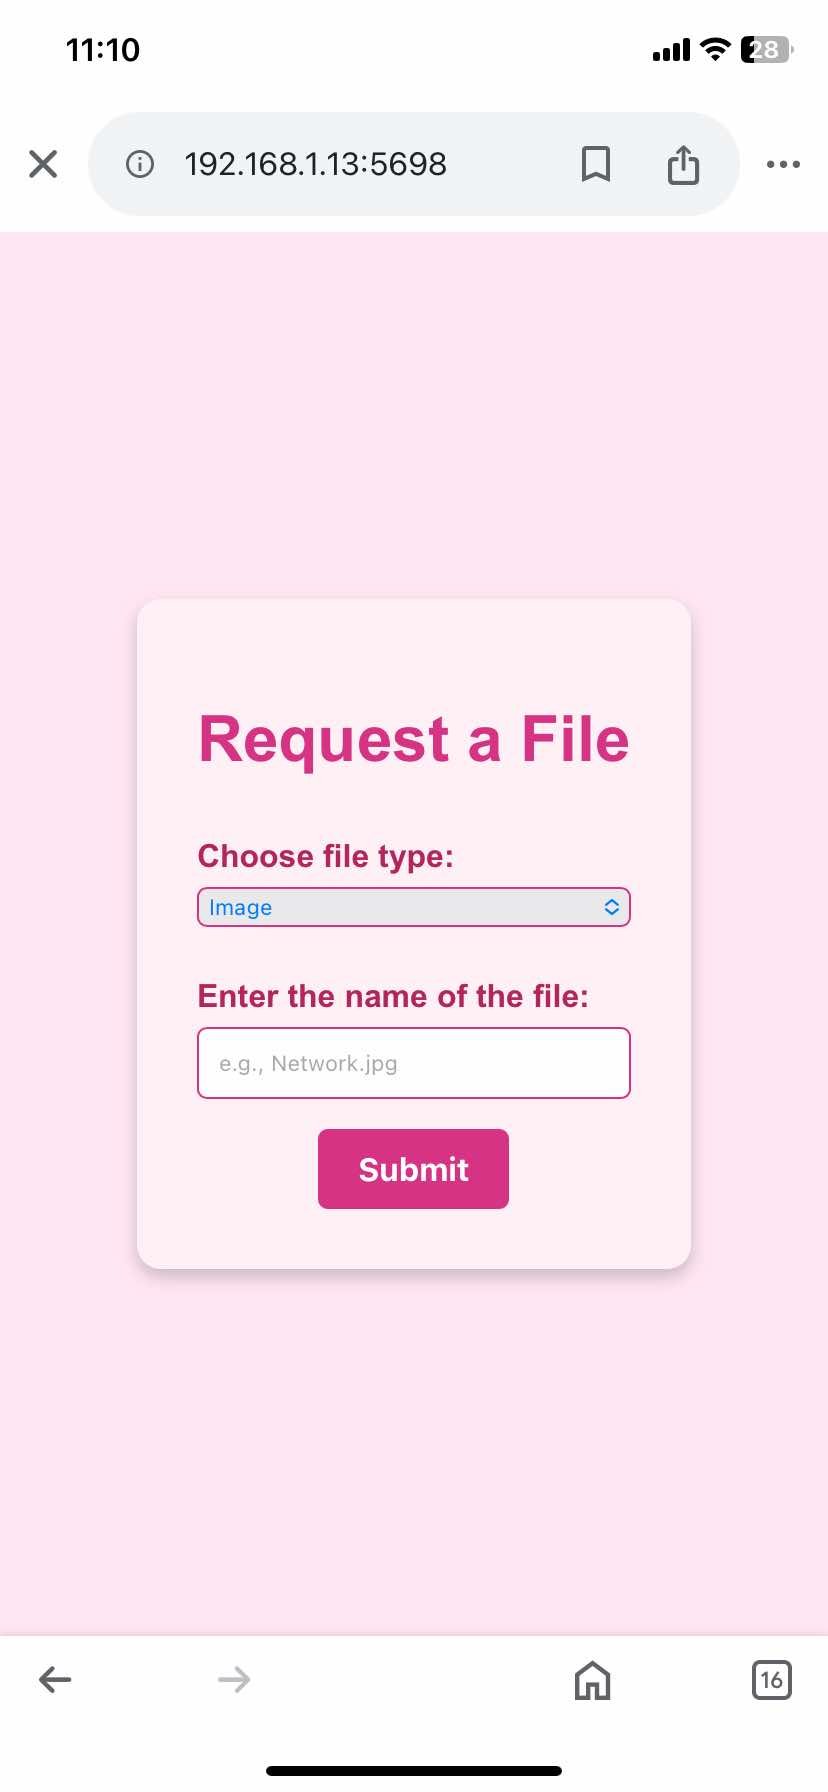 11:10
28
192.168.1.13:5698
Request a File
Choose file type:
Image
Enter the name of the file:
e.g., Network.jpg
Submit
16